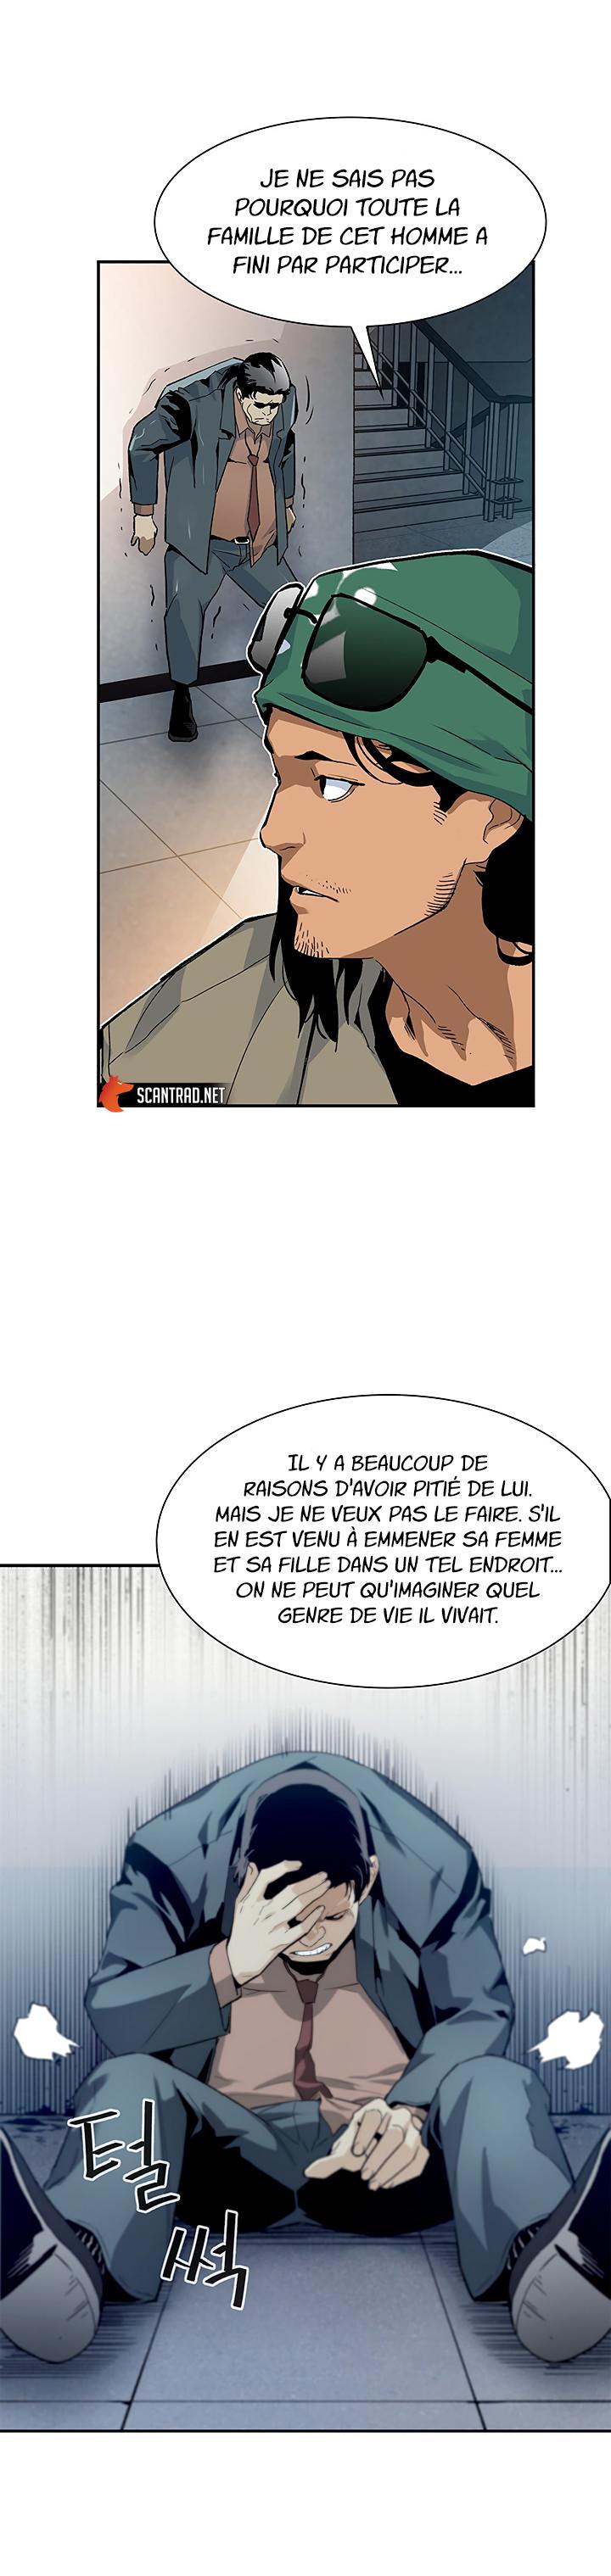 JE NE SAIS PAS
POURQUOI TOUTE LA
FAMILLE DE CET HOMME A
FINI PAR PARTICIPER...
SCANTRAD.NET
IL Y A BEAUCOUP DE
RAISONS D'AVOIR PITIÉ DE LUI.
MAIS JE NE VEUX PAS LE FAIRE. S'IL
EN EST VENU À EMMENER SA FEMME
ET SA FILLE DANS UN TEL ENDROIT...
ON NE PEUT QU'IMAGINER QUEL
GENRE DE VIE IL VIVAIT.
털
썩